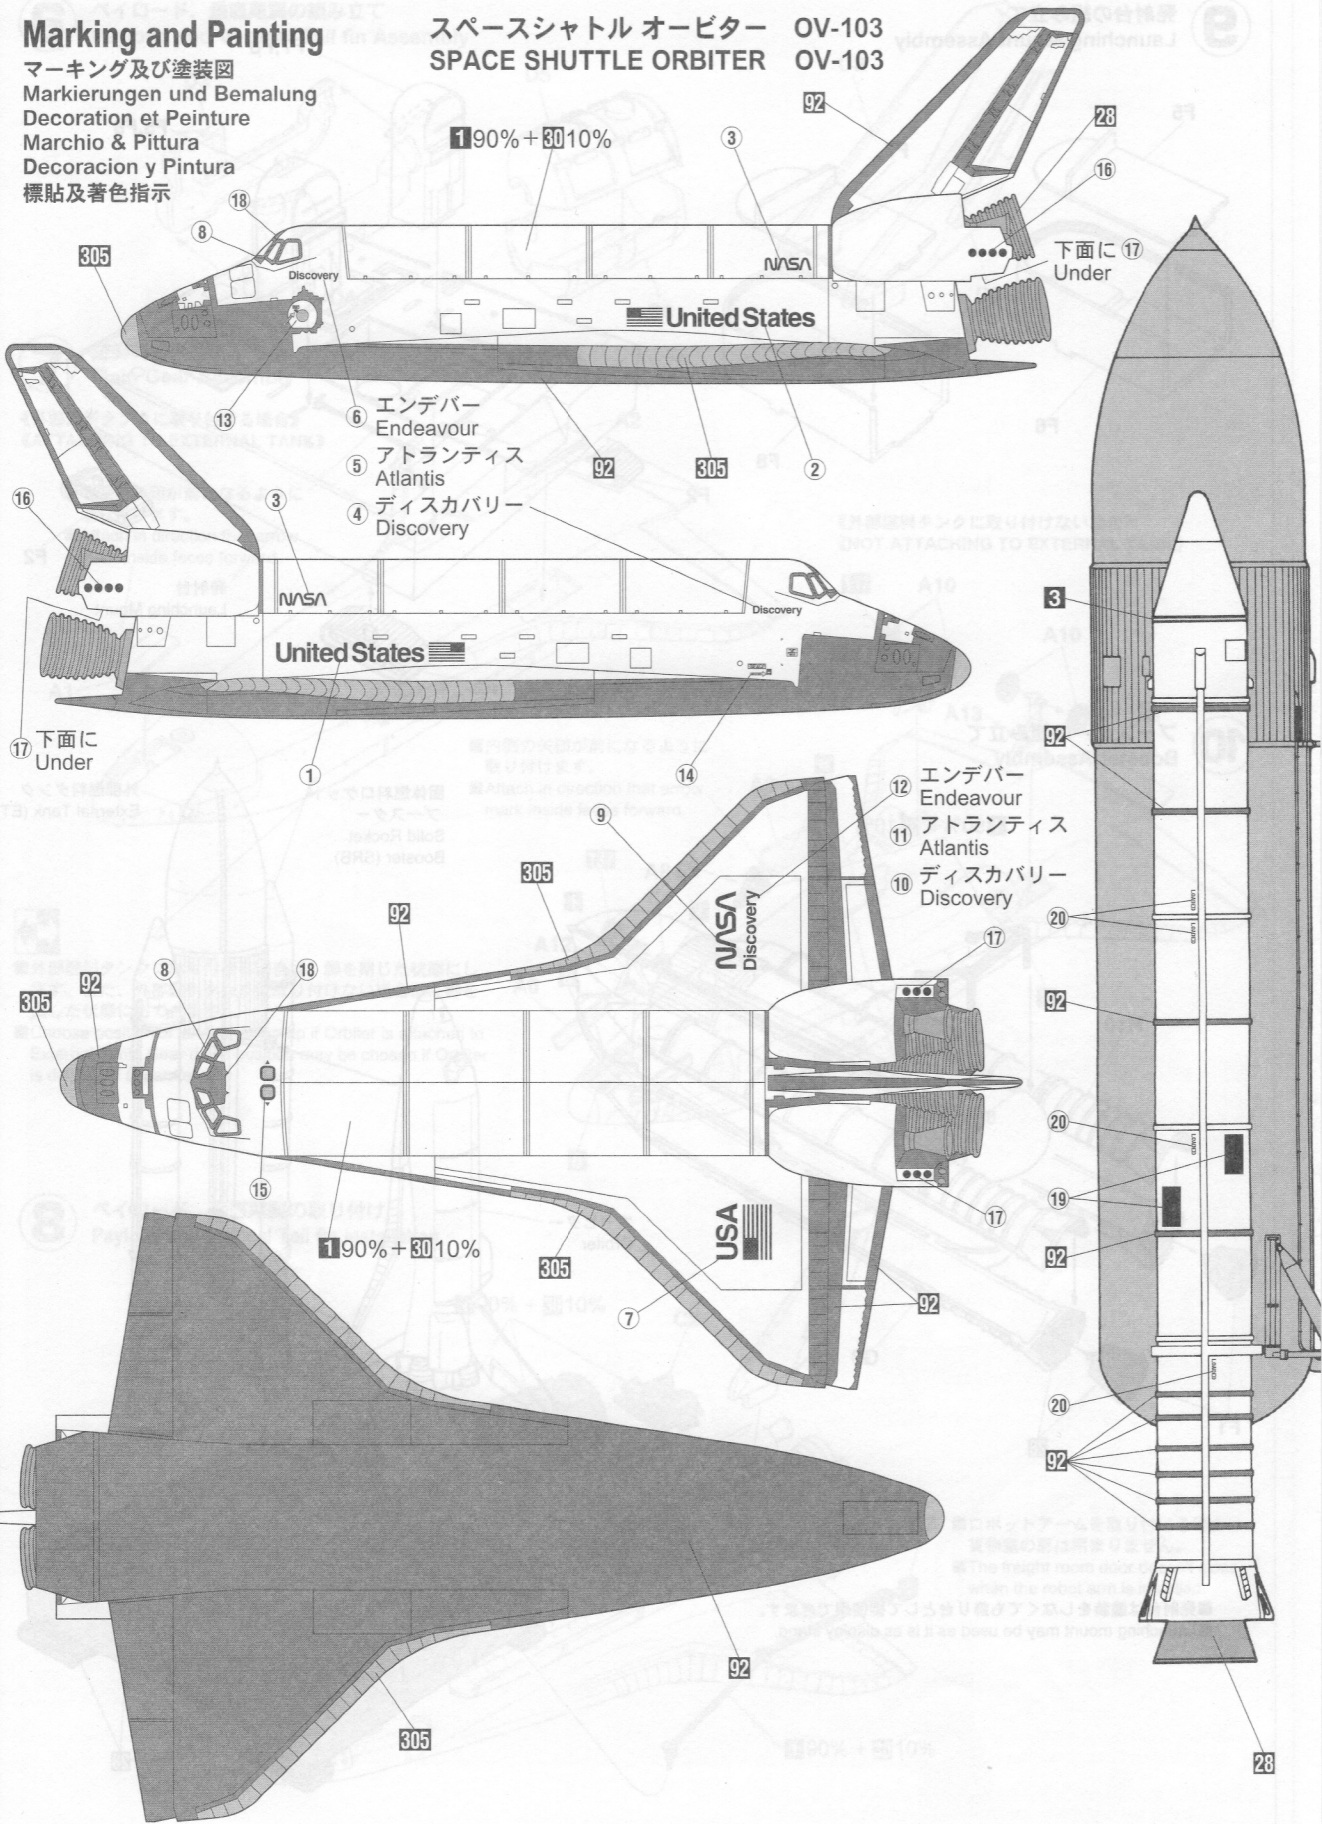 Marking and Painting
マーキング及び塗装図
Markierungen und Bemalung
Decoration et Peinture
Marchio & Pittura
Decoracion y Pintura
標貼及著色指示
スペースシャトル オービター OV-103
SPACE SHUTTLE ORBITER OV-103
1 90%+30 10%
3
92
28
16
18
8
305
Discovery
NASA
下面に 17
Under
United States
13
6 エンデバー
Endeavour
5 アトランティス
Atlantis
4 ディスカバリー
Discovery
92
305
2
16
3
NASA
Discovery
United States
17 下面に
Under
1
14
3
92
12 エンデバー
Endeavour
11 アトランティス
Atlantis
10 ディスカバリー
Discovery
9
305
92
NASA
Discovery
17
8
18
92
305
15
1 90%+30 10%
305
USA
7
17
92
20
LOADED
LOADED
92
20
LOADED
19
92
LOADED
20
92
92
305
28